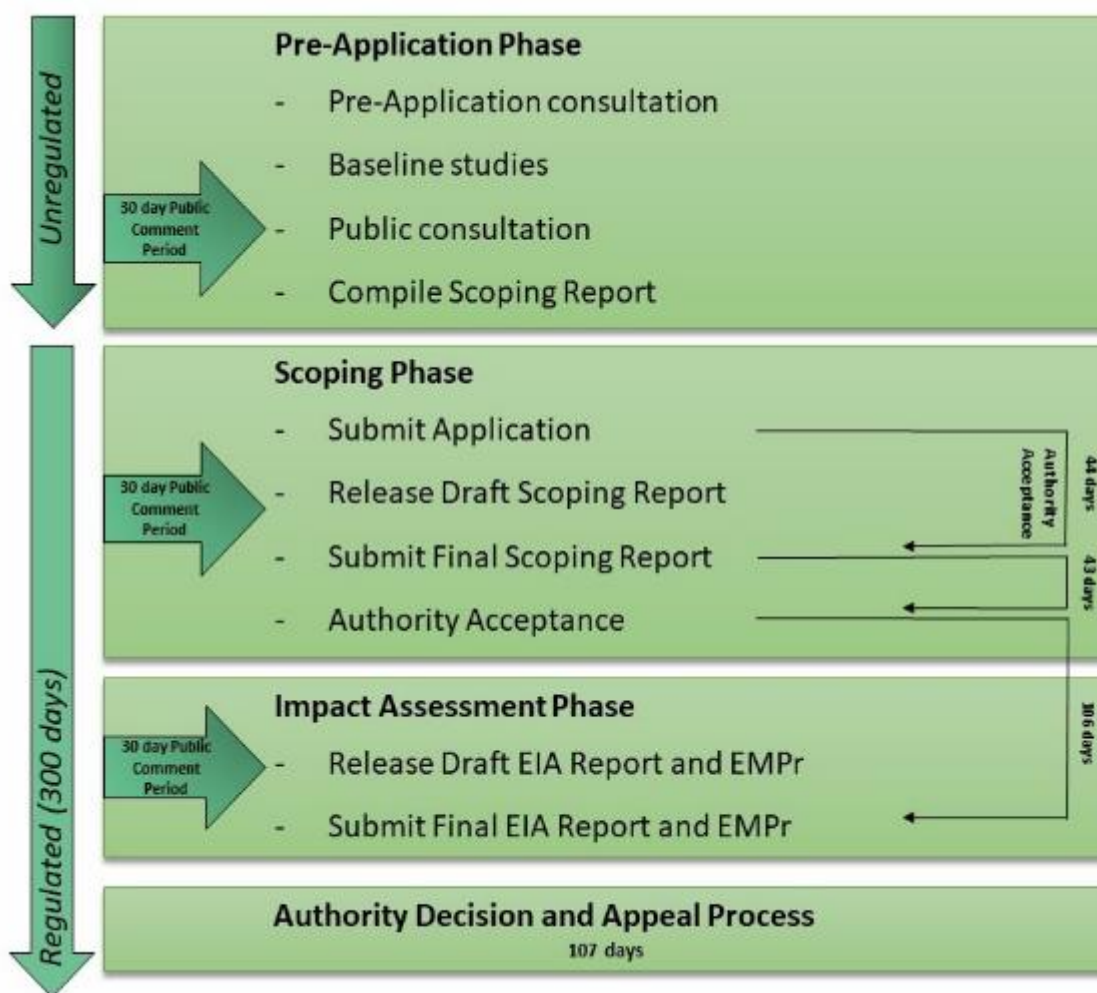 Unregulated
Pre-Application Phase
- Pre-Application consultation
- Baseline studies
30 day Public
Comment
Period
- Public consultation
- Compile Scoping Report
Regulated (300 days)
Scoping Phase
- Submit Application
30 day Public
Comment
Period
- Release Draft Scoping Report
- Submit Final Scoping Report
- Authority Acceptance
Authority
Acceptance
44 days
43 days
Impact Assessment Phase
30 day Public
Comment
Period
- Release Draft EIA Report and EMPr
- Submit Final EIA Report and EMPr
106 days
Authority Decision and Appeal Process
107 days